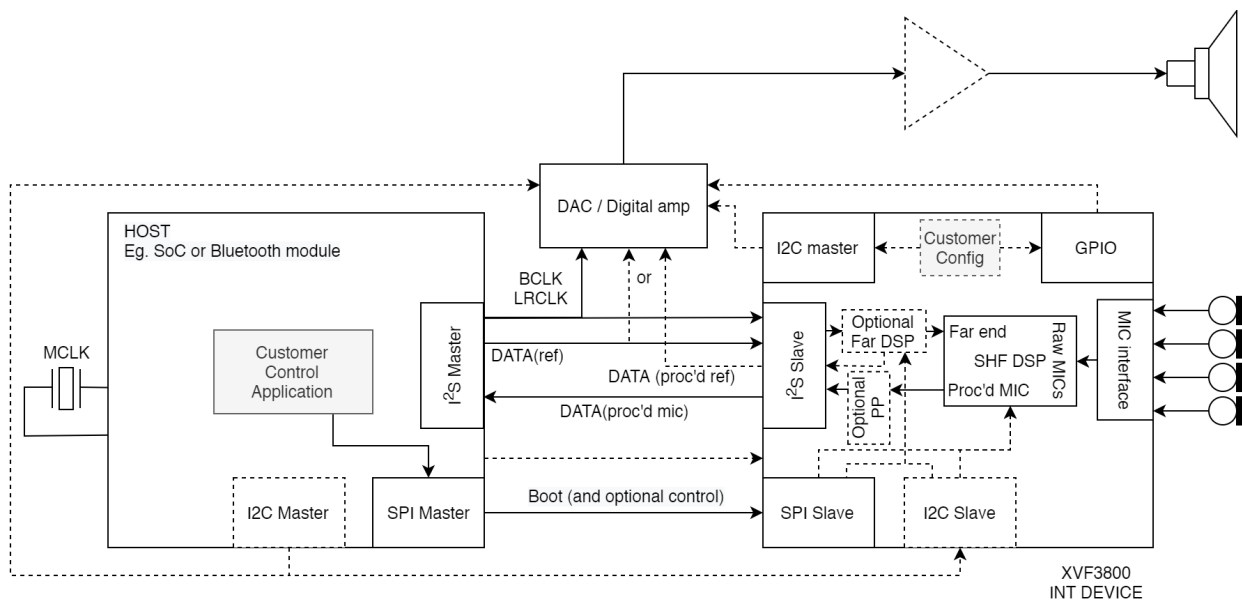 DAC / Digital amp
HOST
Eg. SoC or Bluetooth module
I2C master
Customer
Config
GPIO
BCLK
LRCLK
or
MCLK
Customer
Control
Application
I²S Master
DATA(ref)
DATA (proc'd ref)
DATA(proc'd mic)
I²S Slave
Optional
Far DSP
Optional
PP
Far end
SHF DSP
Proc'd MIC
Raw MICs
MIC interface
I2C Master
SPI Master
Boot (and optional control)
SPI Slave
I2C Slave
XVF3800
INT DEVICE